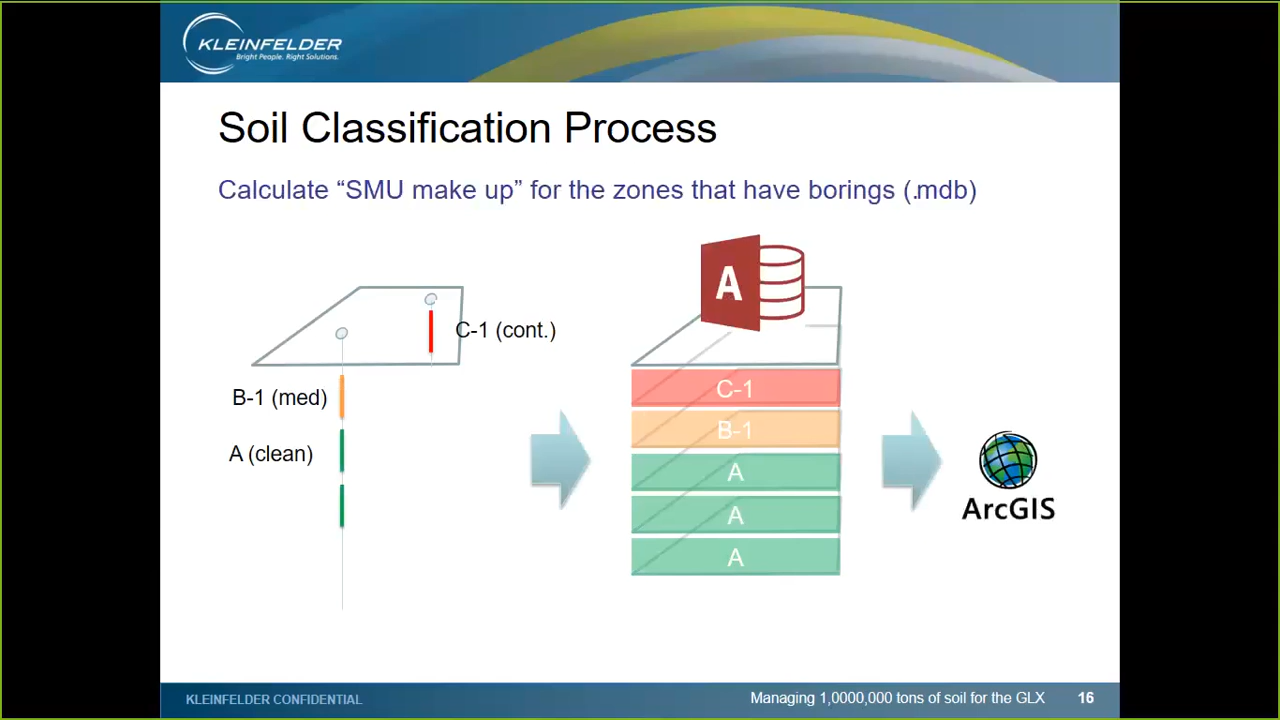 KLEINFELDER
Bright People. Right Solutions.
Soil Classification Process
Calculate “SMU make up” for the zones that have borings (.mdb)
A
C-1 (cont.)
B-1 (med)
A (clean)
C-1
B-1
A
A
A
ArcGIS
KLEINFELDER CONFIDENTIAL
Managing 1,0000,000 tons of soil for the GLX
16